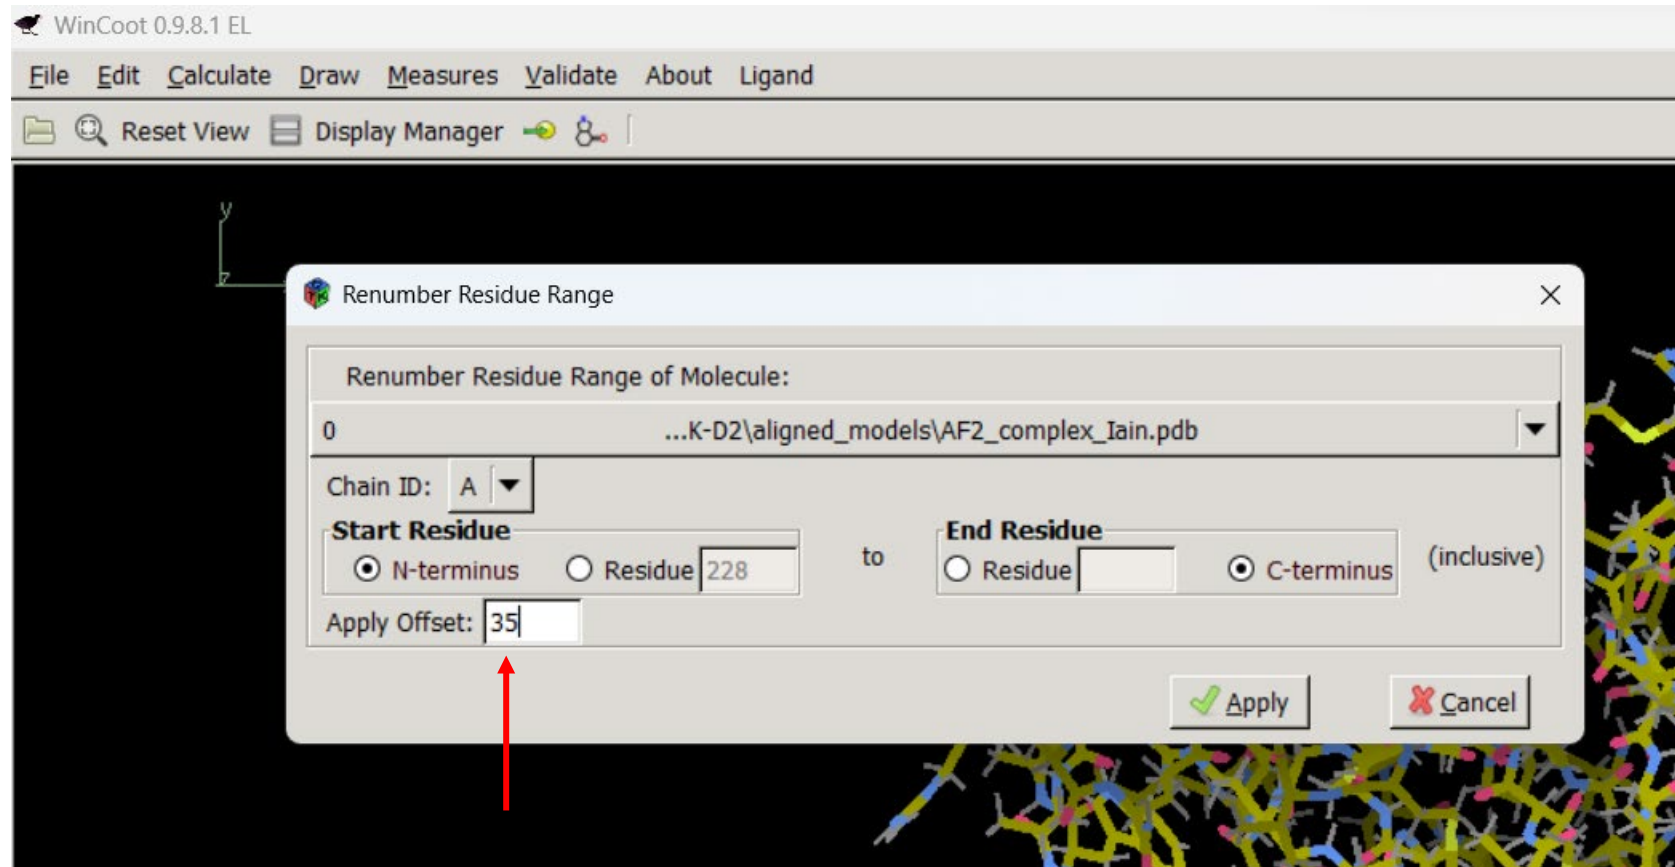 WinCoot 0.9.8.1 EL
File Edit Calculate Draw Measures Validate About Ligand
Reset View Display Manager
y
z
Renumber Residue Range
Renumber Residue Range of Molecule:
0 ...K-D2\aligned_models\AF2_complex_Iain.pdb
Chain ID: A
Start Residue End Residue
N-terminus Residue 228 to Residue C-terminus (inclusive)
Apply Offset: 35
Apply Cancel